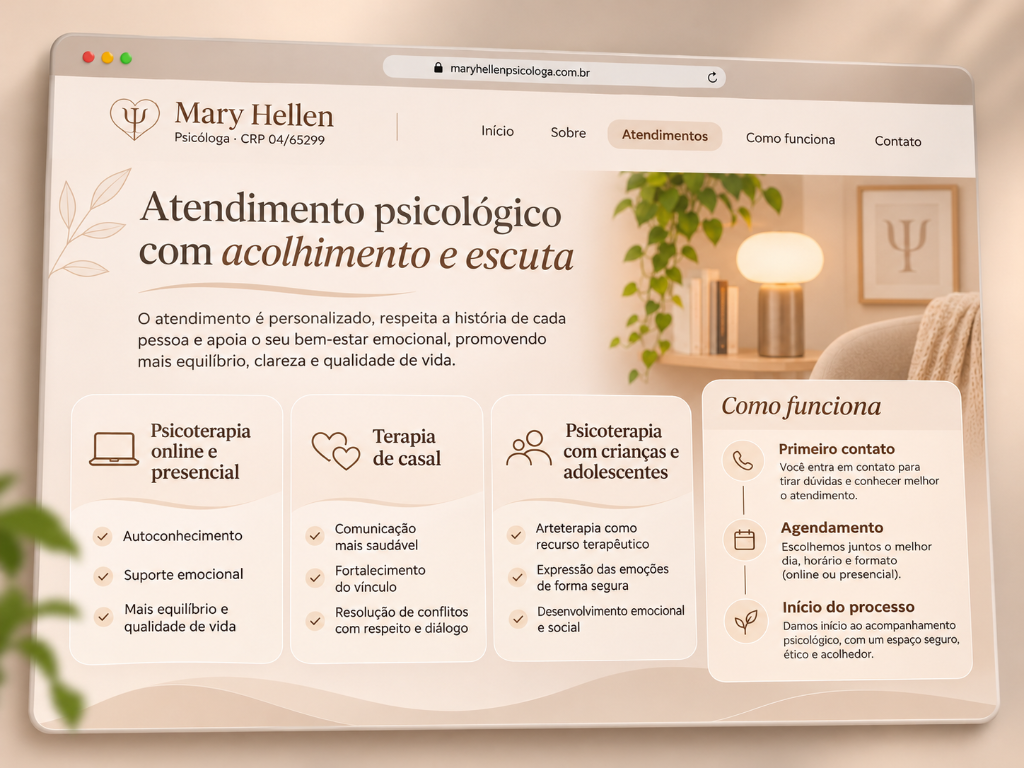 maryhellenpsicologa.com.br
Mary Hellen
Psicóloga · CRP 04/65299
Início
Sobre
Atendimentos
Como funciona
Contato
Atendimento psicológico
com acolhimento e escuta
O atendimento é personalizado, respeita a história de cada
pessoa e apoia o seu bem-estar emocional, promovendo
mais equilíbrio, clareza e qualidade de vida.
Psicoterapia
online e
presencial
Autoconhecimento
Suporte emocional
Mais equilíbrio e
qualidade de vida
Terapia
de casal
Comunicação
mais saudável
Fortalecimento
do vínculo
Resolução de conflitos
com respeito e diálogo
Psicoterapia
com crianças e
adolescentes
Arteterapia como
recurso terapêutico
Expressão das emoções
de forma segura
Desenvolvimento emocional
e social
Como funciona
Primeiro contato
Você entra em contato para
tirar dúvidas e conhecer melhor
o atendimento.
Agendamento
Escolhemos juntos o melhor
dia, horário e formato
(online ou presencial).
Início do processo
Damos início ao acompanhamento
psicológico, com um espaço seguro,
ético e acolhedor.